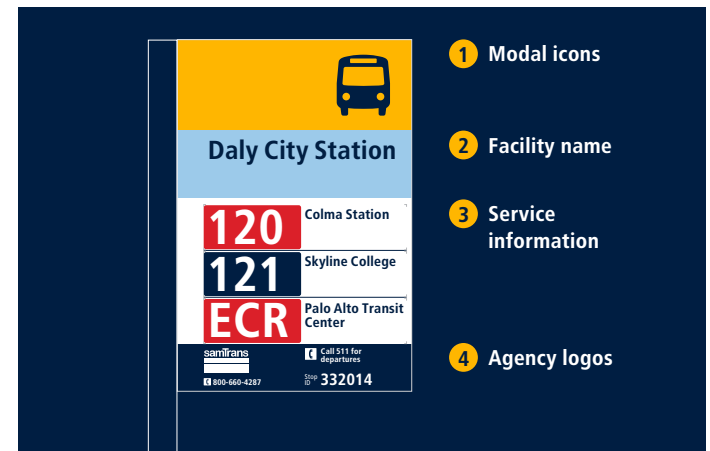 Daly City Station
120 Colma Station
121 Skyline College
ECR Palo Alto Transit
Center
samTrans
Call 511 for
departures
800-660-4287
Stop
ID 332014
1 Modal icons
2 Facility name
3 Service
information
4 Agency logos